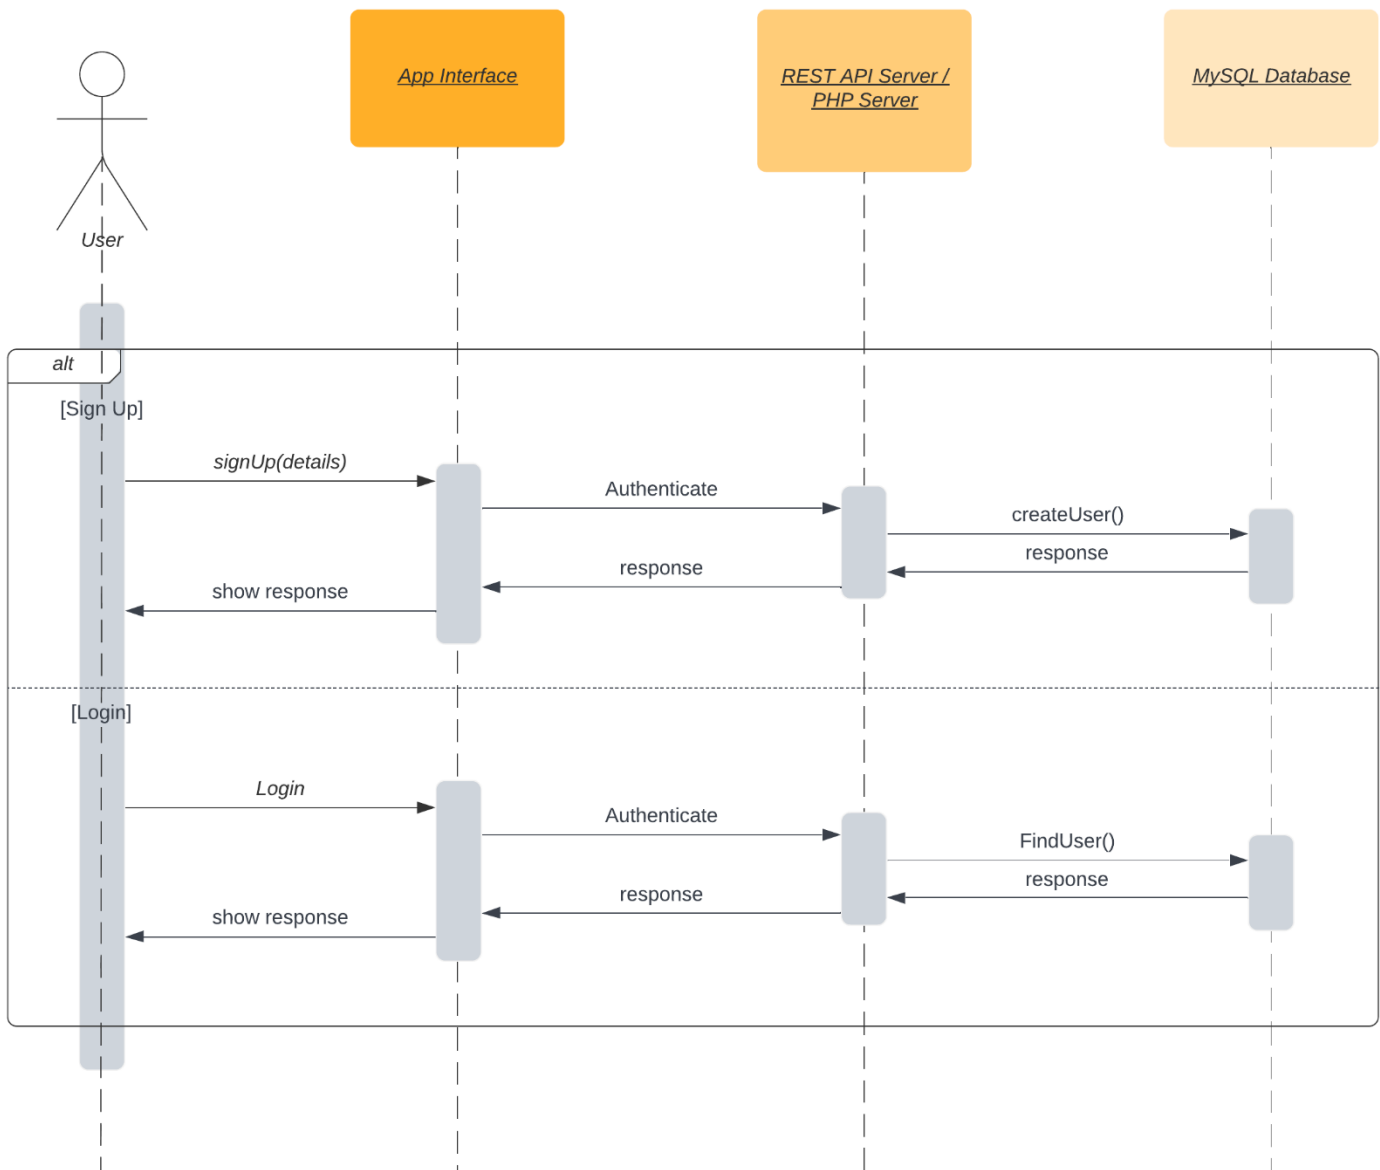 App Interface
REST API Server /
PHP Server
MySQL Database
User
alt
[Sign Up]
signUp(details)
Authenticate
createUser()
response
response
show response
[Login]
Login
Authenticate
FindUser()
response
response
show response